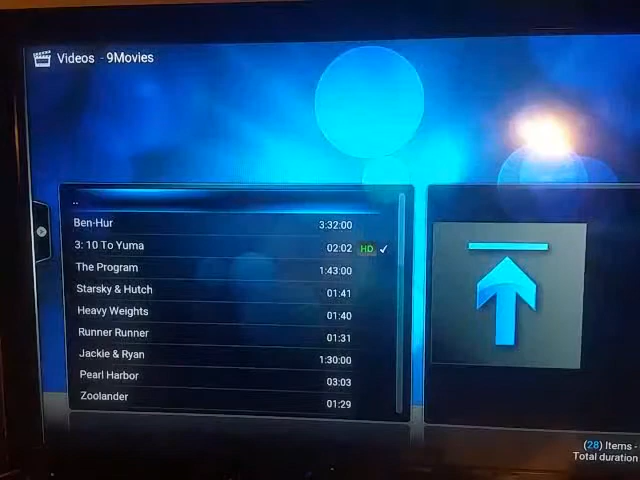 Videos - 9Movies
..
Ben-Hur 3:32:00
3: 10 To Yuma 02:02 HD ✓
The Program 1:43:00
Starsky & Hutch 01:41
Heavy Weights 01:40
Runner Runner 01:31
Jackie & Ryan 1:30:00
Pearl Harbor 03:03
Zoolander 01:29
(28) Items -
Total duration